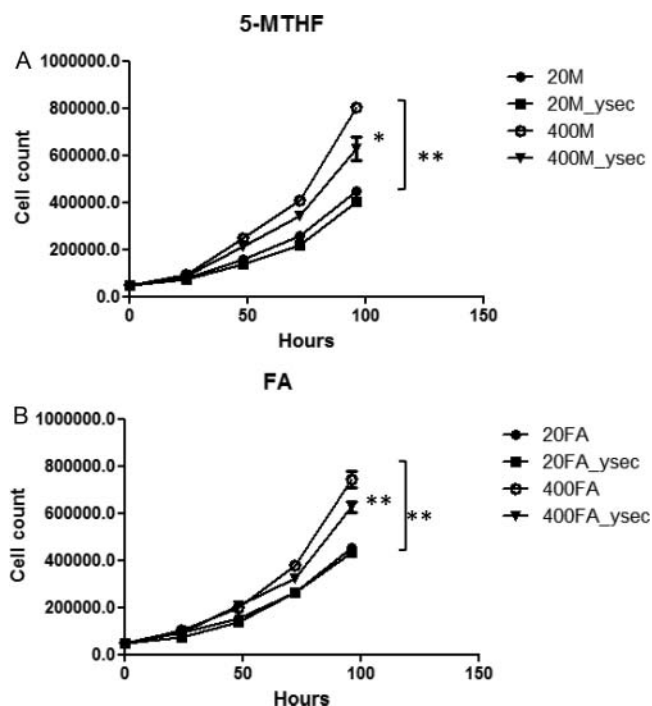 5-MTHF
A
1000000.0
800000.0
600000.0
400000.0
200000.0
0.0
Cell count
0 50 100 150
Hours
* **
20M
20M_ysec
400M
400M_ysec
FA
B
1000000.0
800000.0
600000.0
400000.0
200000.0
0.0
Cell count
0 50 100 150
Hours
** **
20FA
20FA_ysec
400FA
400FA_ysec